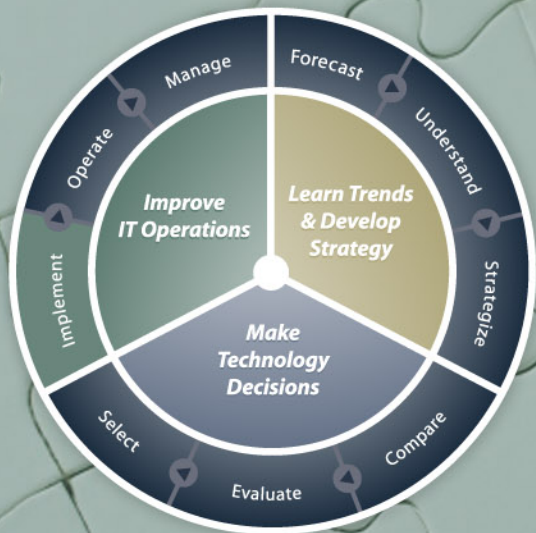 Manage
Forecast
Operate
Understand
Improve
IT Operations
Learn Trends
& Develop
Strategy
Implement
Strategize
Make
Technology
Decisions
Select
Compare
Evaluate